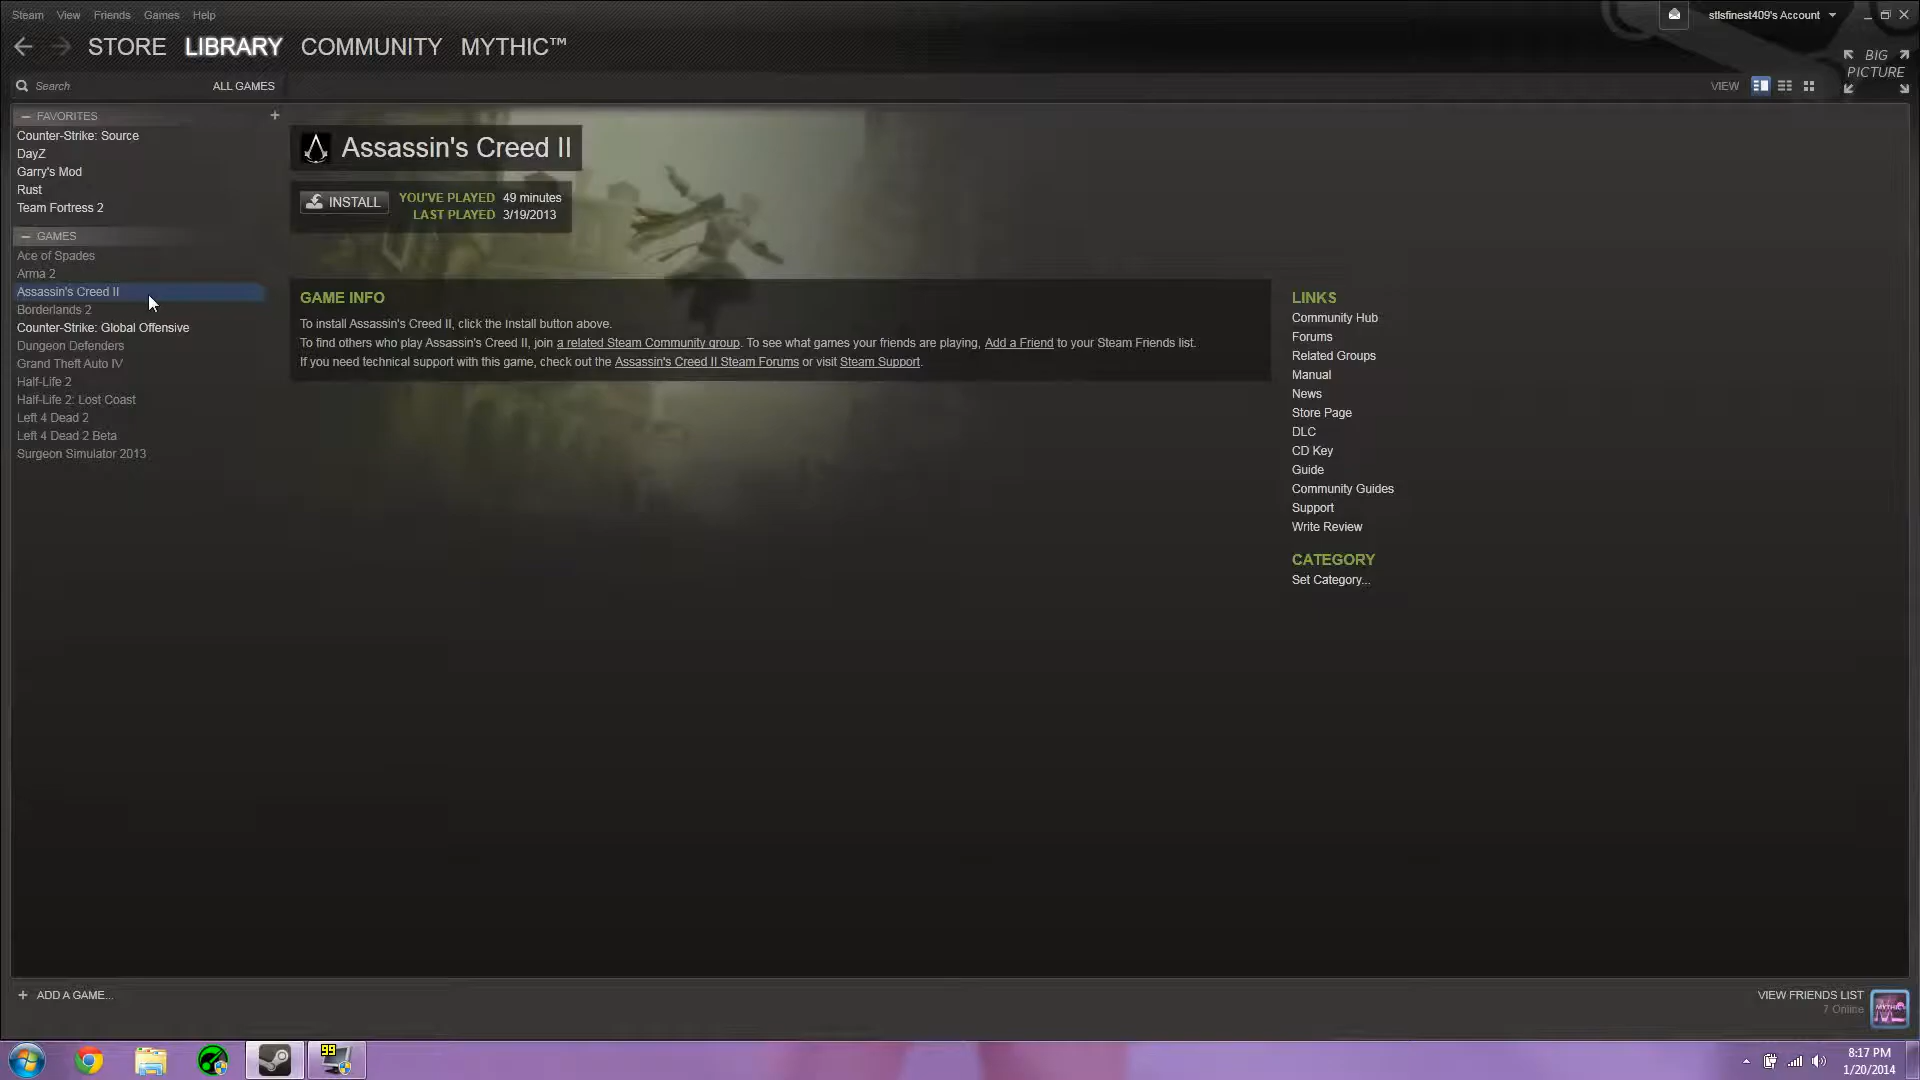 Steam View Friends Games Help
stlsfinest409's Account
STORE LIBRARY COMMUNITY MYTHIC™
BIG PICTURE
Search ALL GAMES
VIEW
FAVORITES
Counter-Strike: Source
DayZ
Garry's Mod
Rust
Team Fortress 2
GAMES
Ace of Spades
Arma 2
Assassin's Creed II
Borderlands 2
Counter-Strike: Global Offensive
Dungeon Defenders
Grand Theft Auto IV
Half-Life 2
Half-Life 2: Lost Coast
Left 4 Dead 2
Left 4 Dead 2 Beta
Surgeon Simulator 2013
Assassin's Creed II
INSTALL
YOU'VE PLAYED 49 minutes
LAST PLAYED 3/19/2013
GAME INFO
To install Assassin's Creed II, click the Install button above.
To find others who play Assassin's Creed II, join a related Steam Community group. To see what games your friends are playing, Add a Friend to your Steam Friends list.
If you need technical support with this game, check out the Assassin's Creed II Steam Forums or visit Steam Support.
LINKS
Community Hub
Forums
Related Groups
Manual
News
Store Page
DLC
CD Key
Guide
Community Guides
Support
Write Review
CATEGORY
Set Category...
+ ADD A GAME...
VIEW FRIENDS LIST
7 Online
MYTHIC
99
8:17 PM
1/20/2014